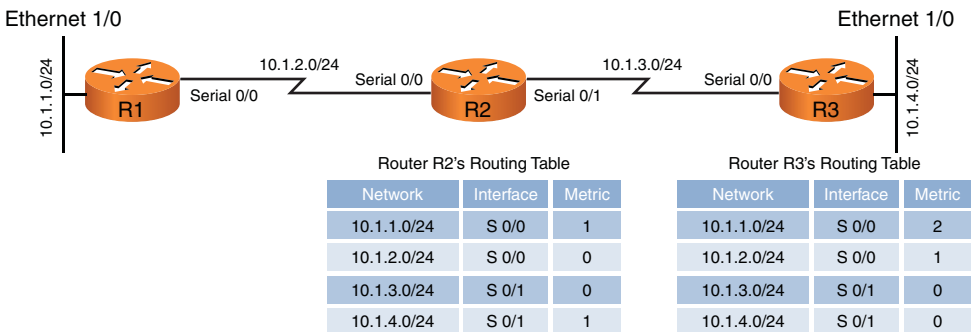 Ethernet 1/0
Ethernet 1/0
10.1.1.0/24
R1
Serial 0/0
10.1.2.0/24
Serial 0/0
R2
Serial 0/1
10.1.3.0/24
Serial 0/0
R3
10.1.4.0/24
Router R2's Routing Table
Network Interface Metric
10.1.1.0/24 S 0/0 1
10.1.2.0/24 S 0/0 0
10.1.3.0/24 S 0/1 0
10.1.4.0/24 S 0/1 1
Router R3's Routing Table
Network Interface Metric
10.1.1.0/24 S 0/0 2
10.1.2.0/24 S 0/0 1
10.1.3.0/24 S 0/1 0
10.1.4.0/24 S 0/1 0